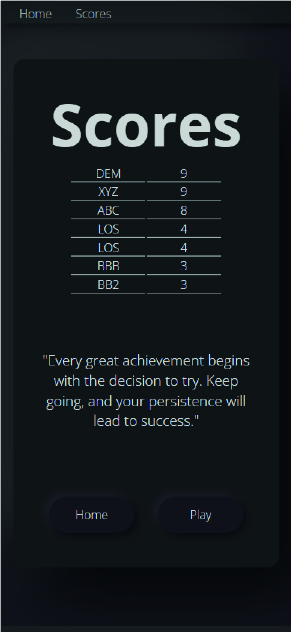 Home Scores
Scores
DEM 9
XYZ 9
ABC 8
LOS 4
LOS 4
BBB 3
BB2 3
"Every great achievement begins
with the decision to try. Keep
going, and your persistence will
lead to success."
Home Play